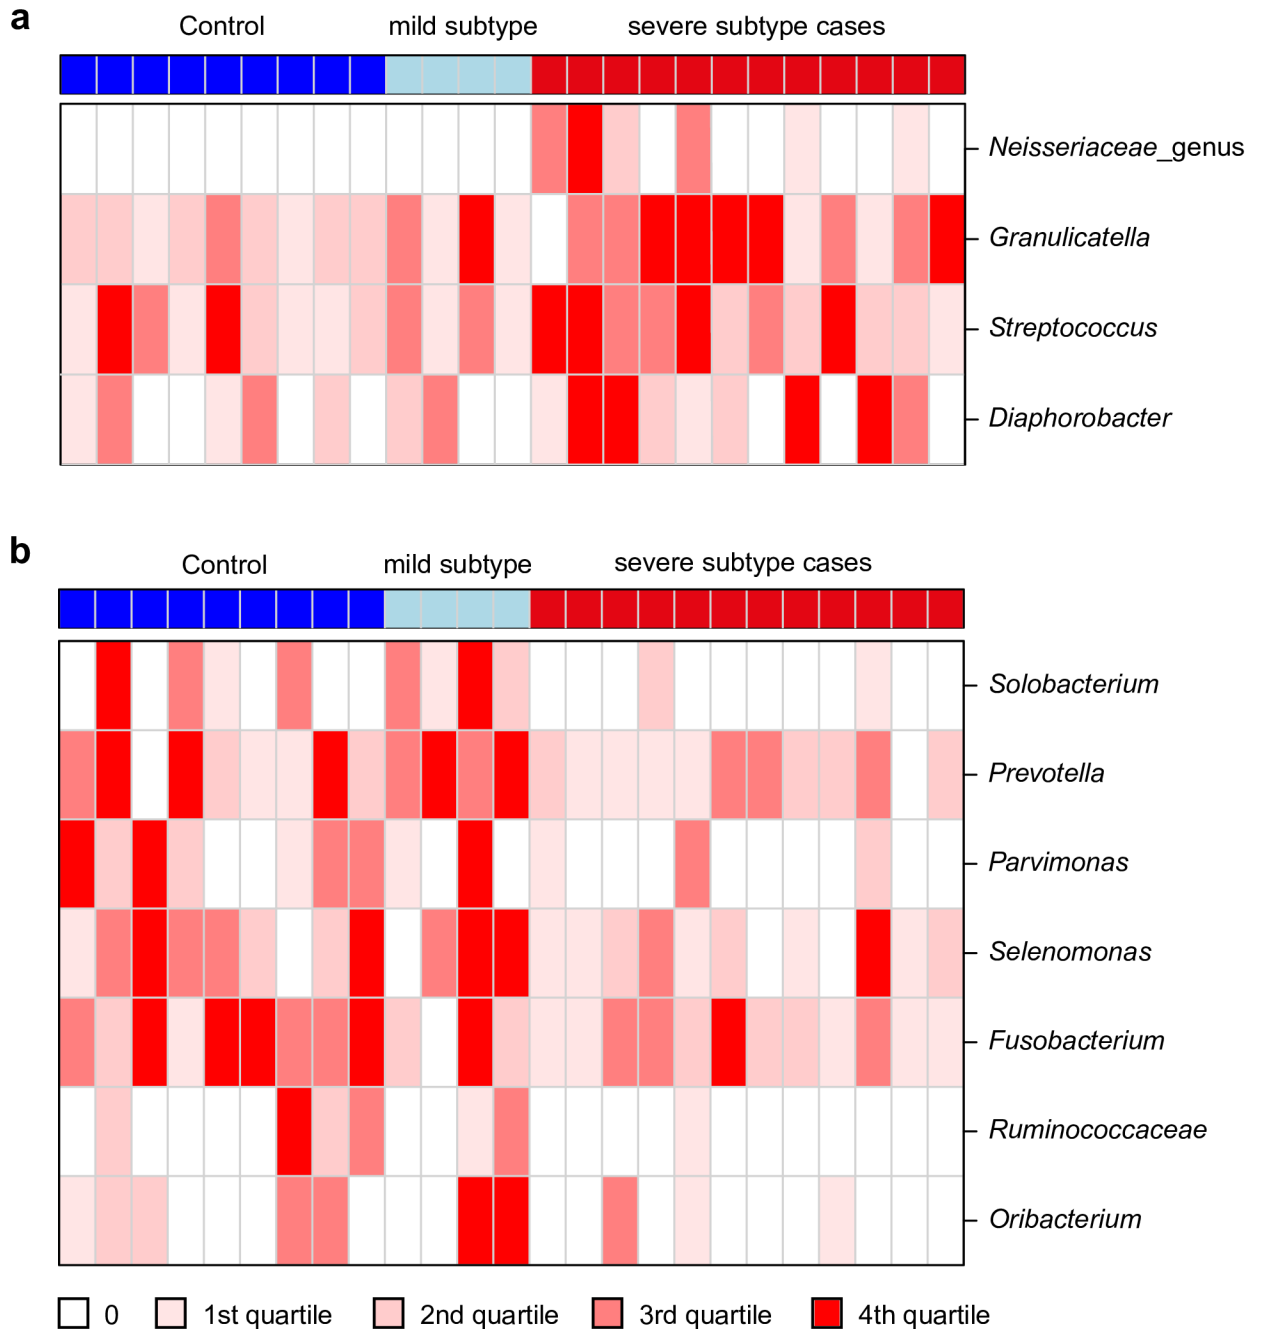 a
Control mild subtype severe subtype cases
Neisseriaceae_genus
Granulicatella
Streptococcus
Diaphorobacter
b
Control mild subtype severe subtype cases
Solobacterium
Prevotella
Parvimonas
Selenomonas
Fusobacterium
Ruminococcaceae
Oribacterium
0 1st quartile 2nd quartile 3rd quartile 4th quartile